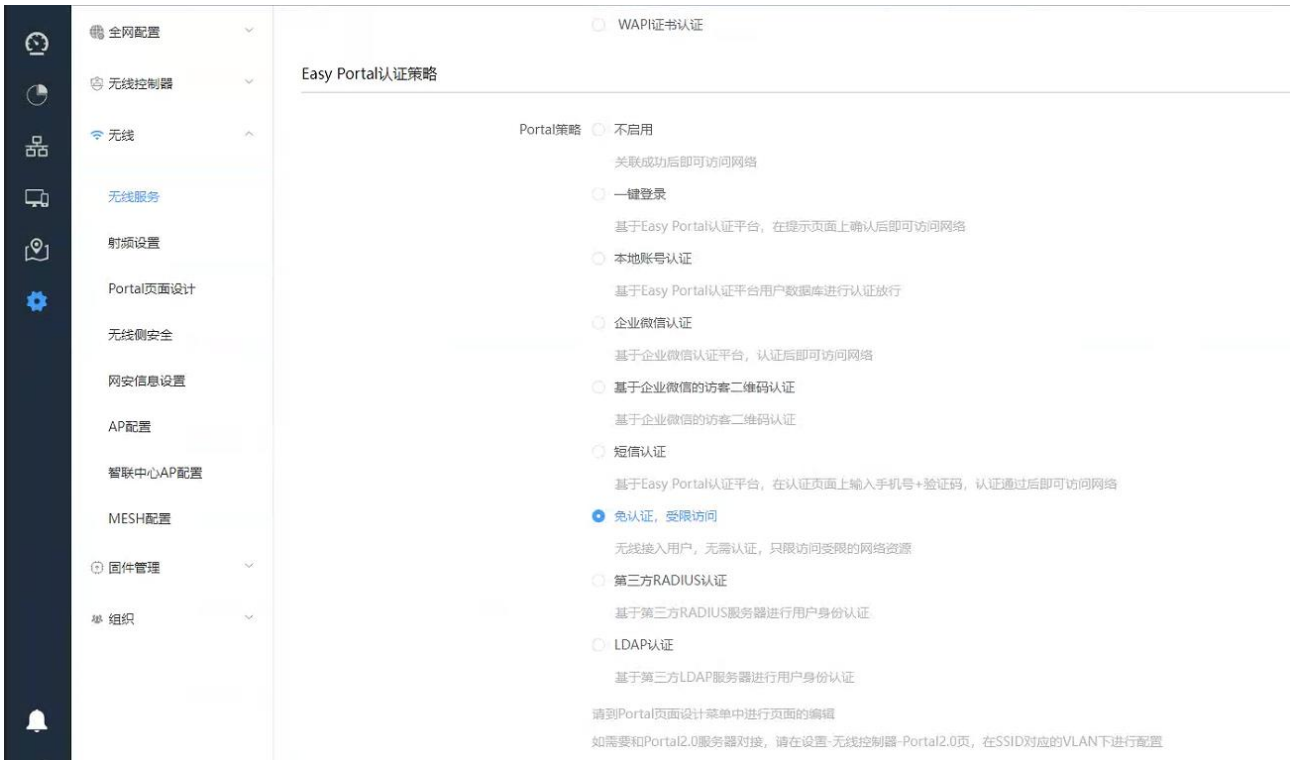 全网配置
无线控制器
无线
无线服务
射频设置
Portal页面设计
无线侧安全
网安信息设置
AP配置
智联中心AP配置
MESH配置
固件管理
组织
WAPI证书认证
Easy Portal认证策略
Portal策略 不启用
关联成功后即可访问网络
一键登录
基于Easy Portal认证平台，在提示页面上确认后即可访问网络
本地账号认证
基于Easy Portal认证平台用户数据库进行认证放行
企业微信认证
基于企业微信认证平台，认证后即可访问网络
基于企业微信的访客二维码认证
基于企业微信的访客二维码认证
短信认证
基于Easy Portal认证平台，在认证页面上输入手机号+验证码，认证通过后即可访问网络
免认证，受限访问
无线接入用户，无需认证，只限访问受限的网络资源
第三方RADIUS认证
基于第三方RADIUS服务器进行用户身份认证
LDAP认证
基于第三方LDAP服务器进行用户身份认证
请到Portal页面设计菜单中进行页面的编辑
如需要和Portal2.0服务器对接，请在设置-无线控制器-Portal2.0页，在SSID对应的VLAN下进行配置